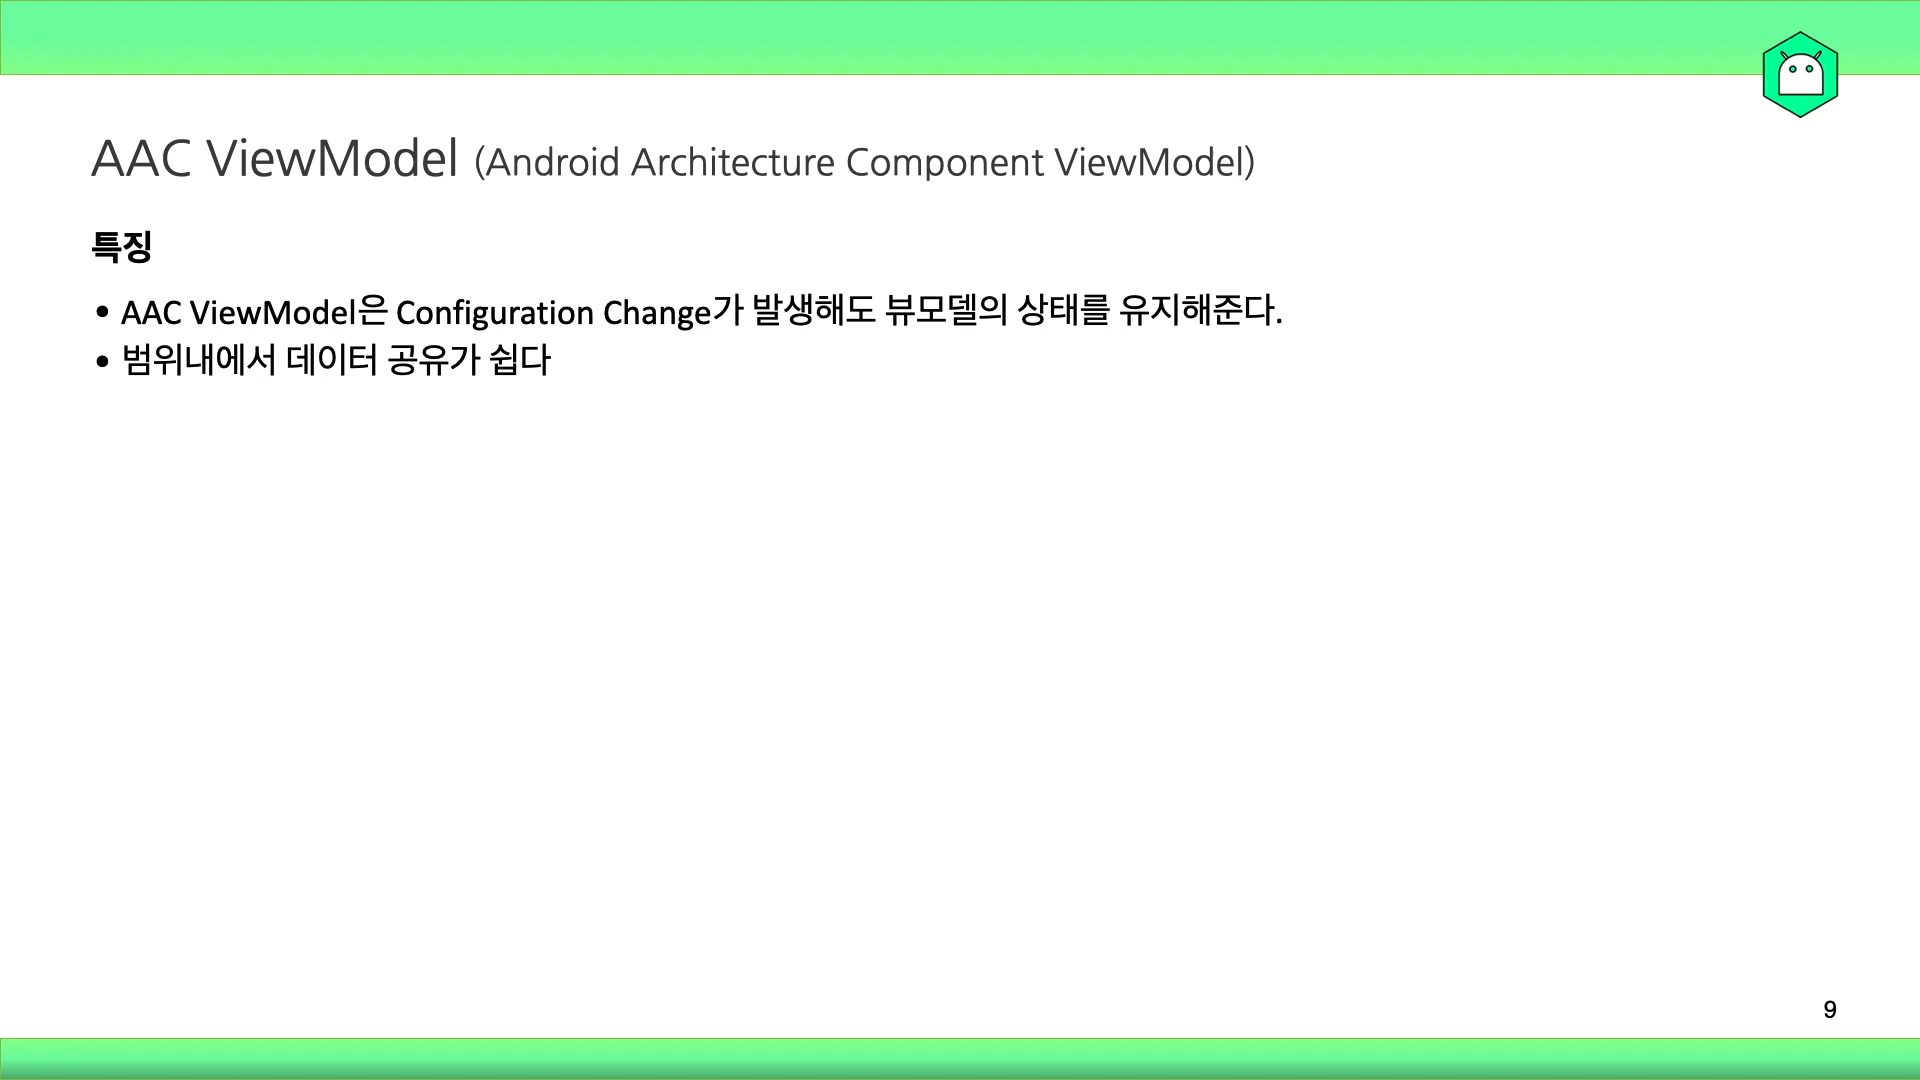 AAC ViewModel (Android Architecture Component ViewModel)
특징
• AAC ViewModel은 Configuration Change가 발생해도 뷰모델의 상태를 유지해준다.
• 범위내에서 데이터 공유가 쉽다
9